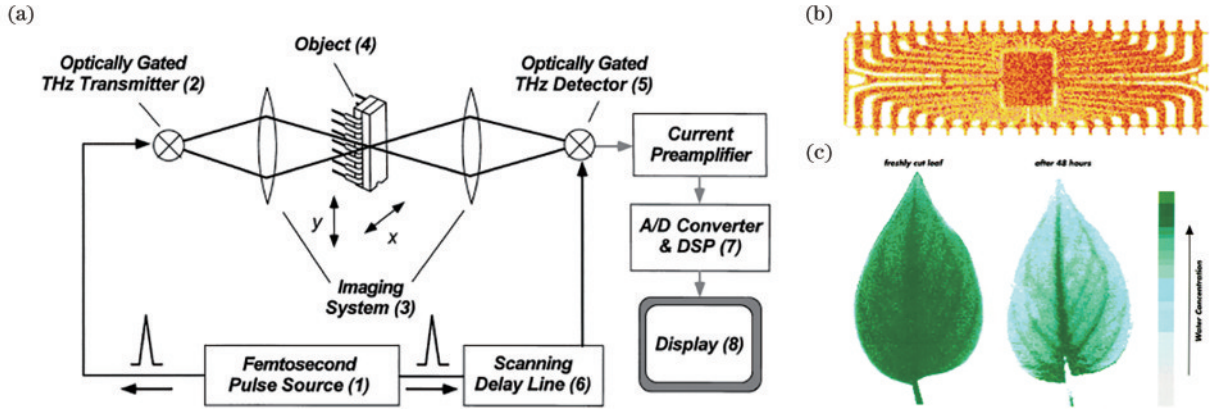 (a)
Optically Gated
THz Transmitter (2)
Object (4)
Optically Gated
THz Detector (5)
Current
Preamplifier
y
x
A/D Converter
& DSP (7)
Imaging
System (3)
Display (8)
Femtosecond
Pulse Source (1)
Scanning
Delay Line (6)
(b)
(c)
freshly cut leaf
after 48 hours
Water Concentration